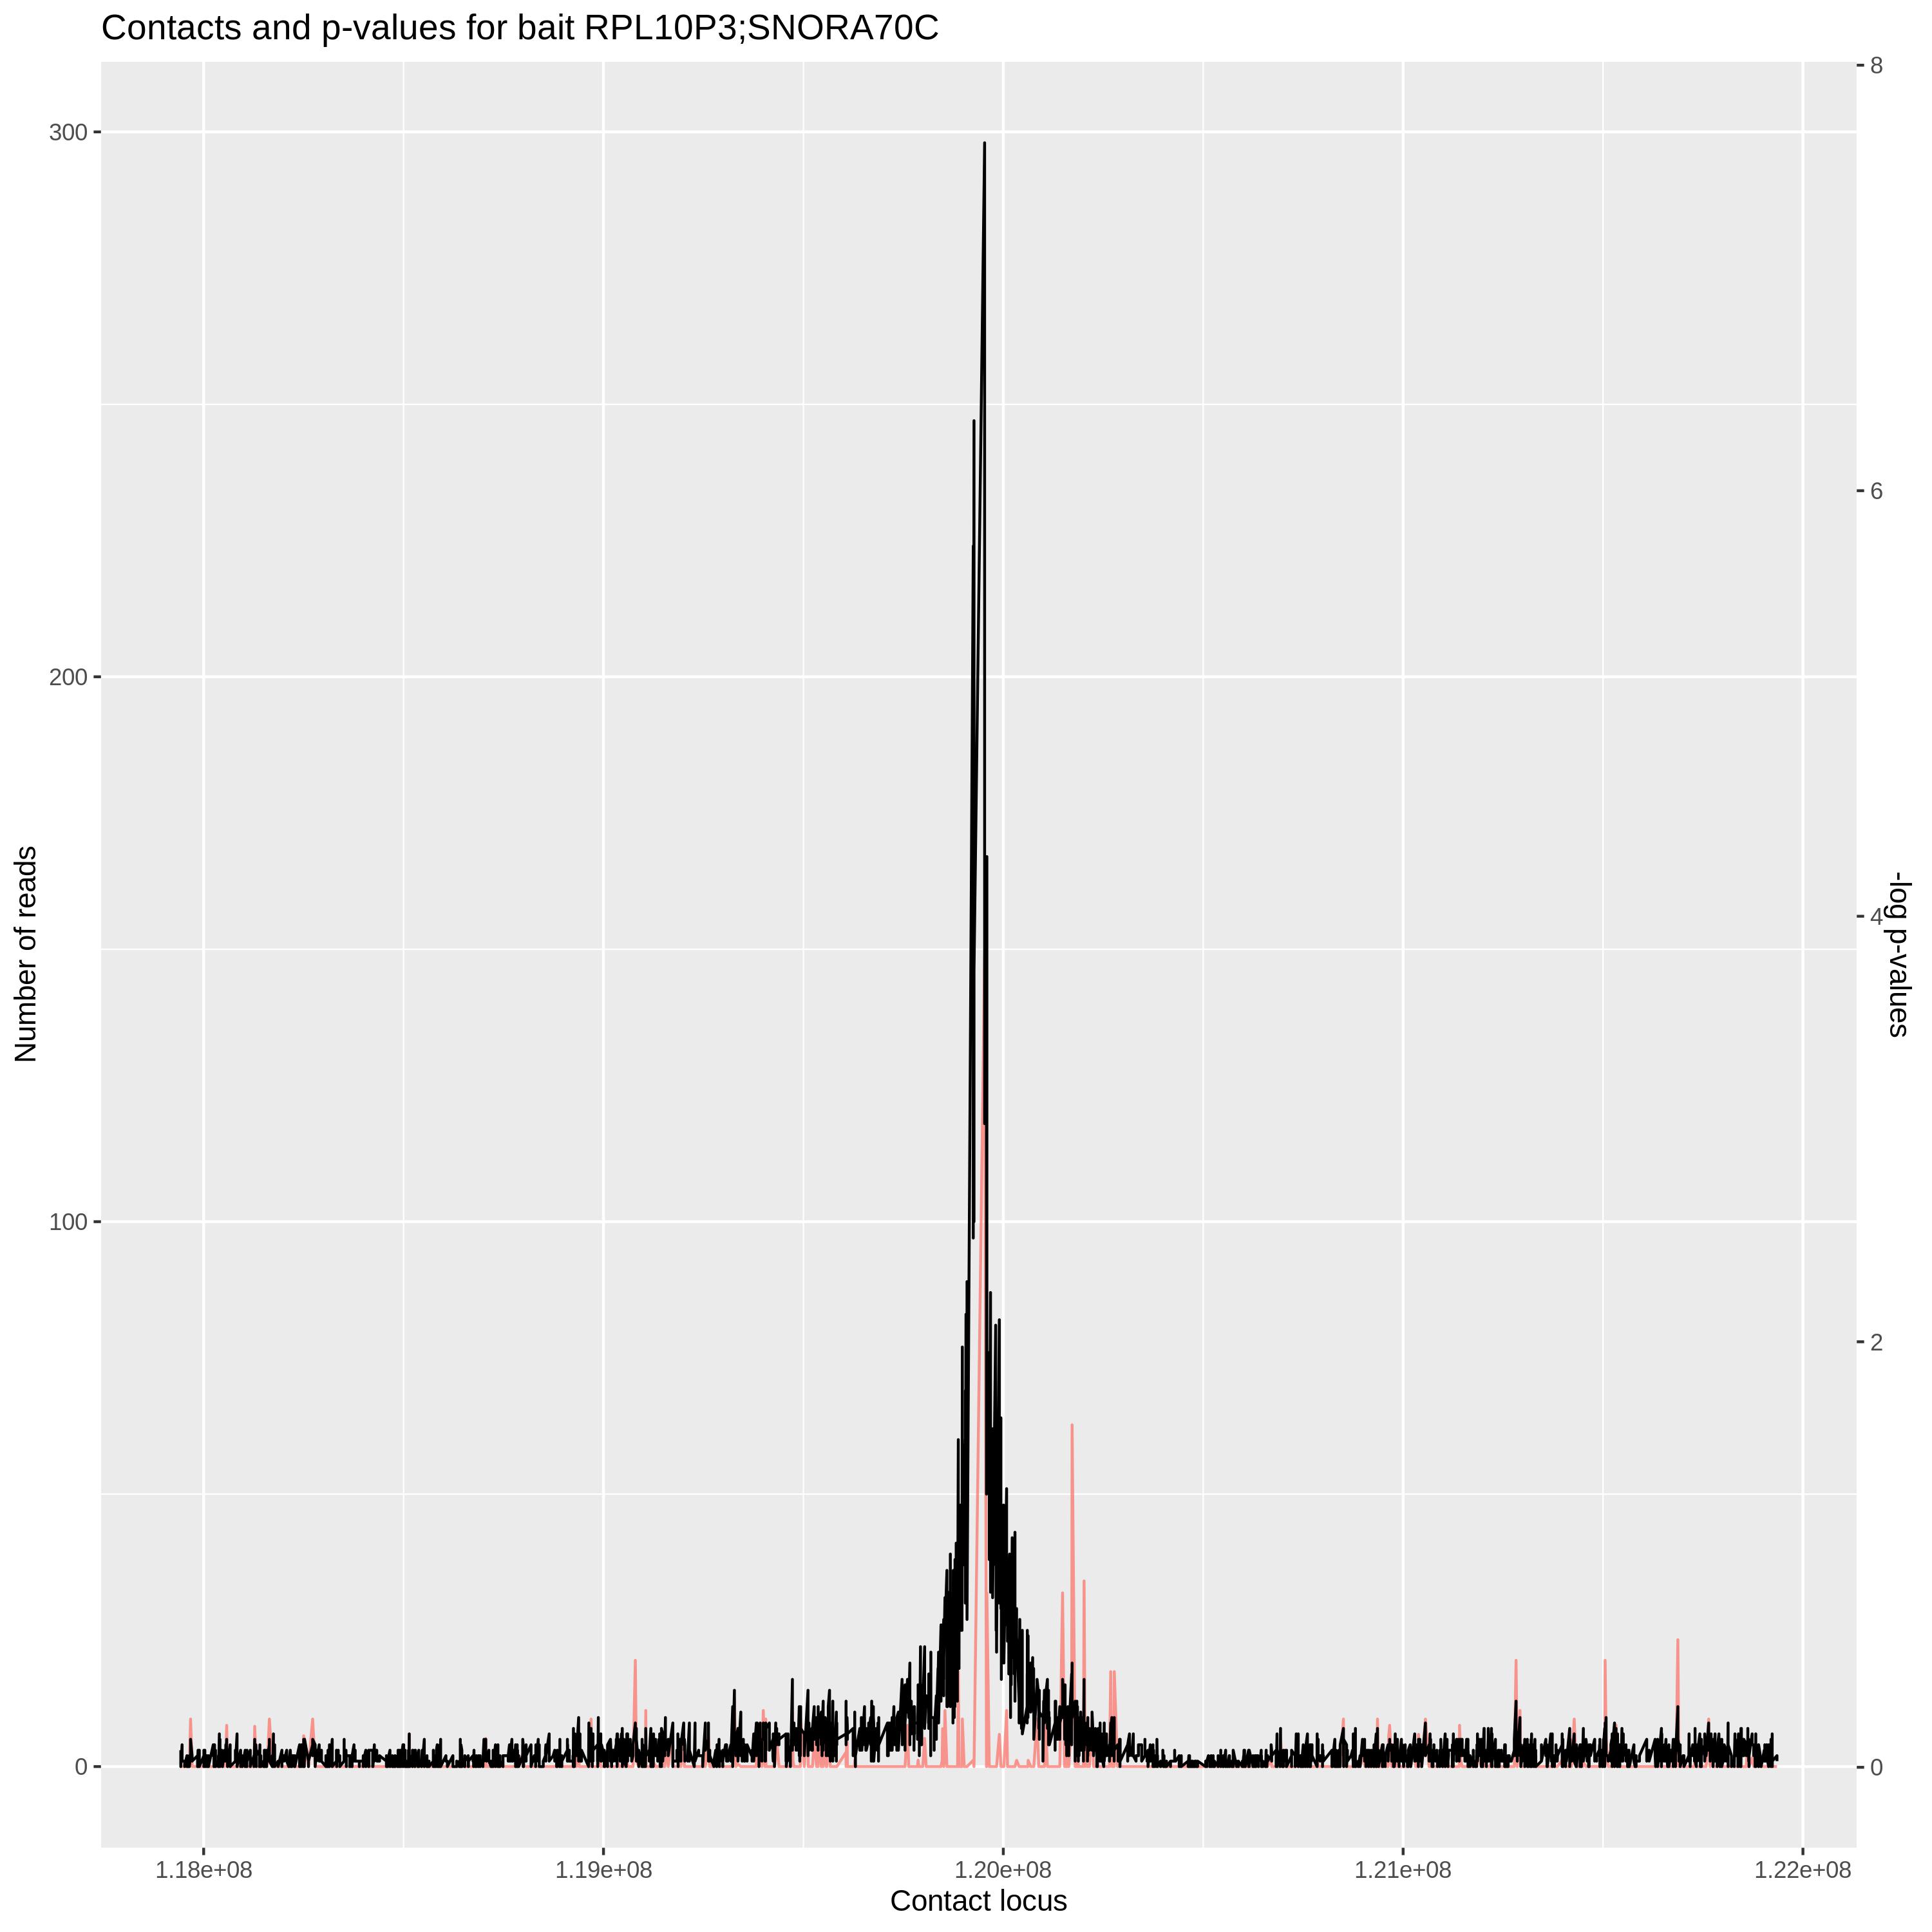 Contacts and p-values for bait RPL10P3;SNORA70C
8
300
6
200
Number of reads
4
-log p-values
100
2
0
0
1.18e+08
1.19e+08
1.20e+08
1.21e+08
1.22e+08
Contact locus